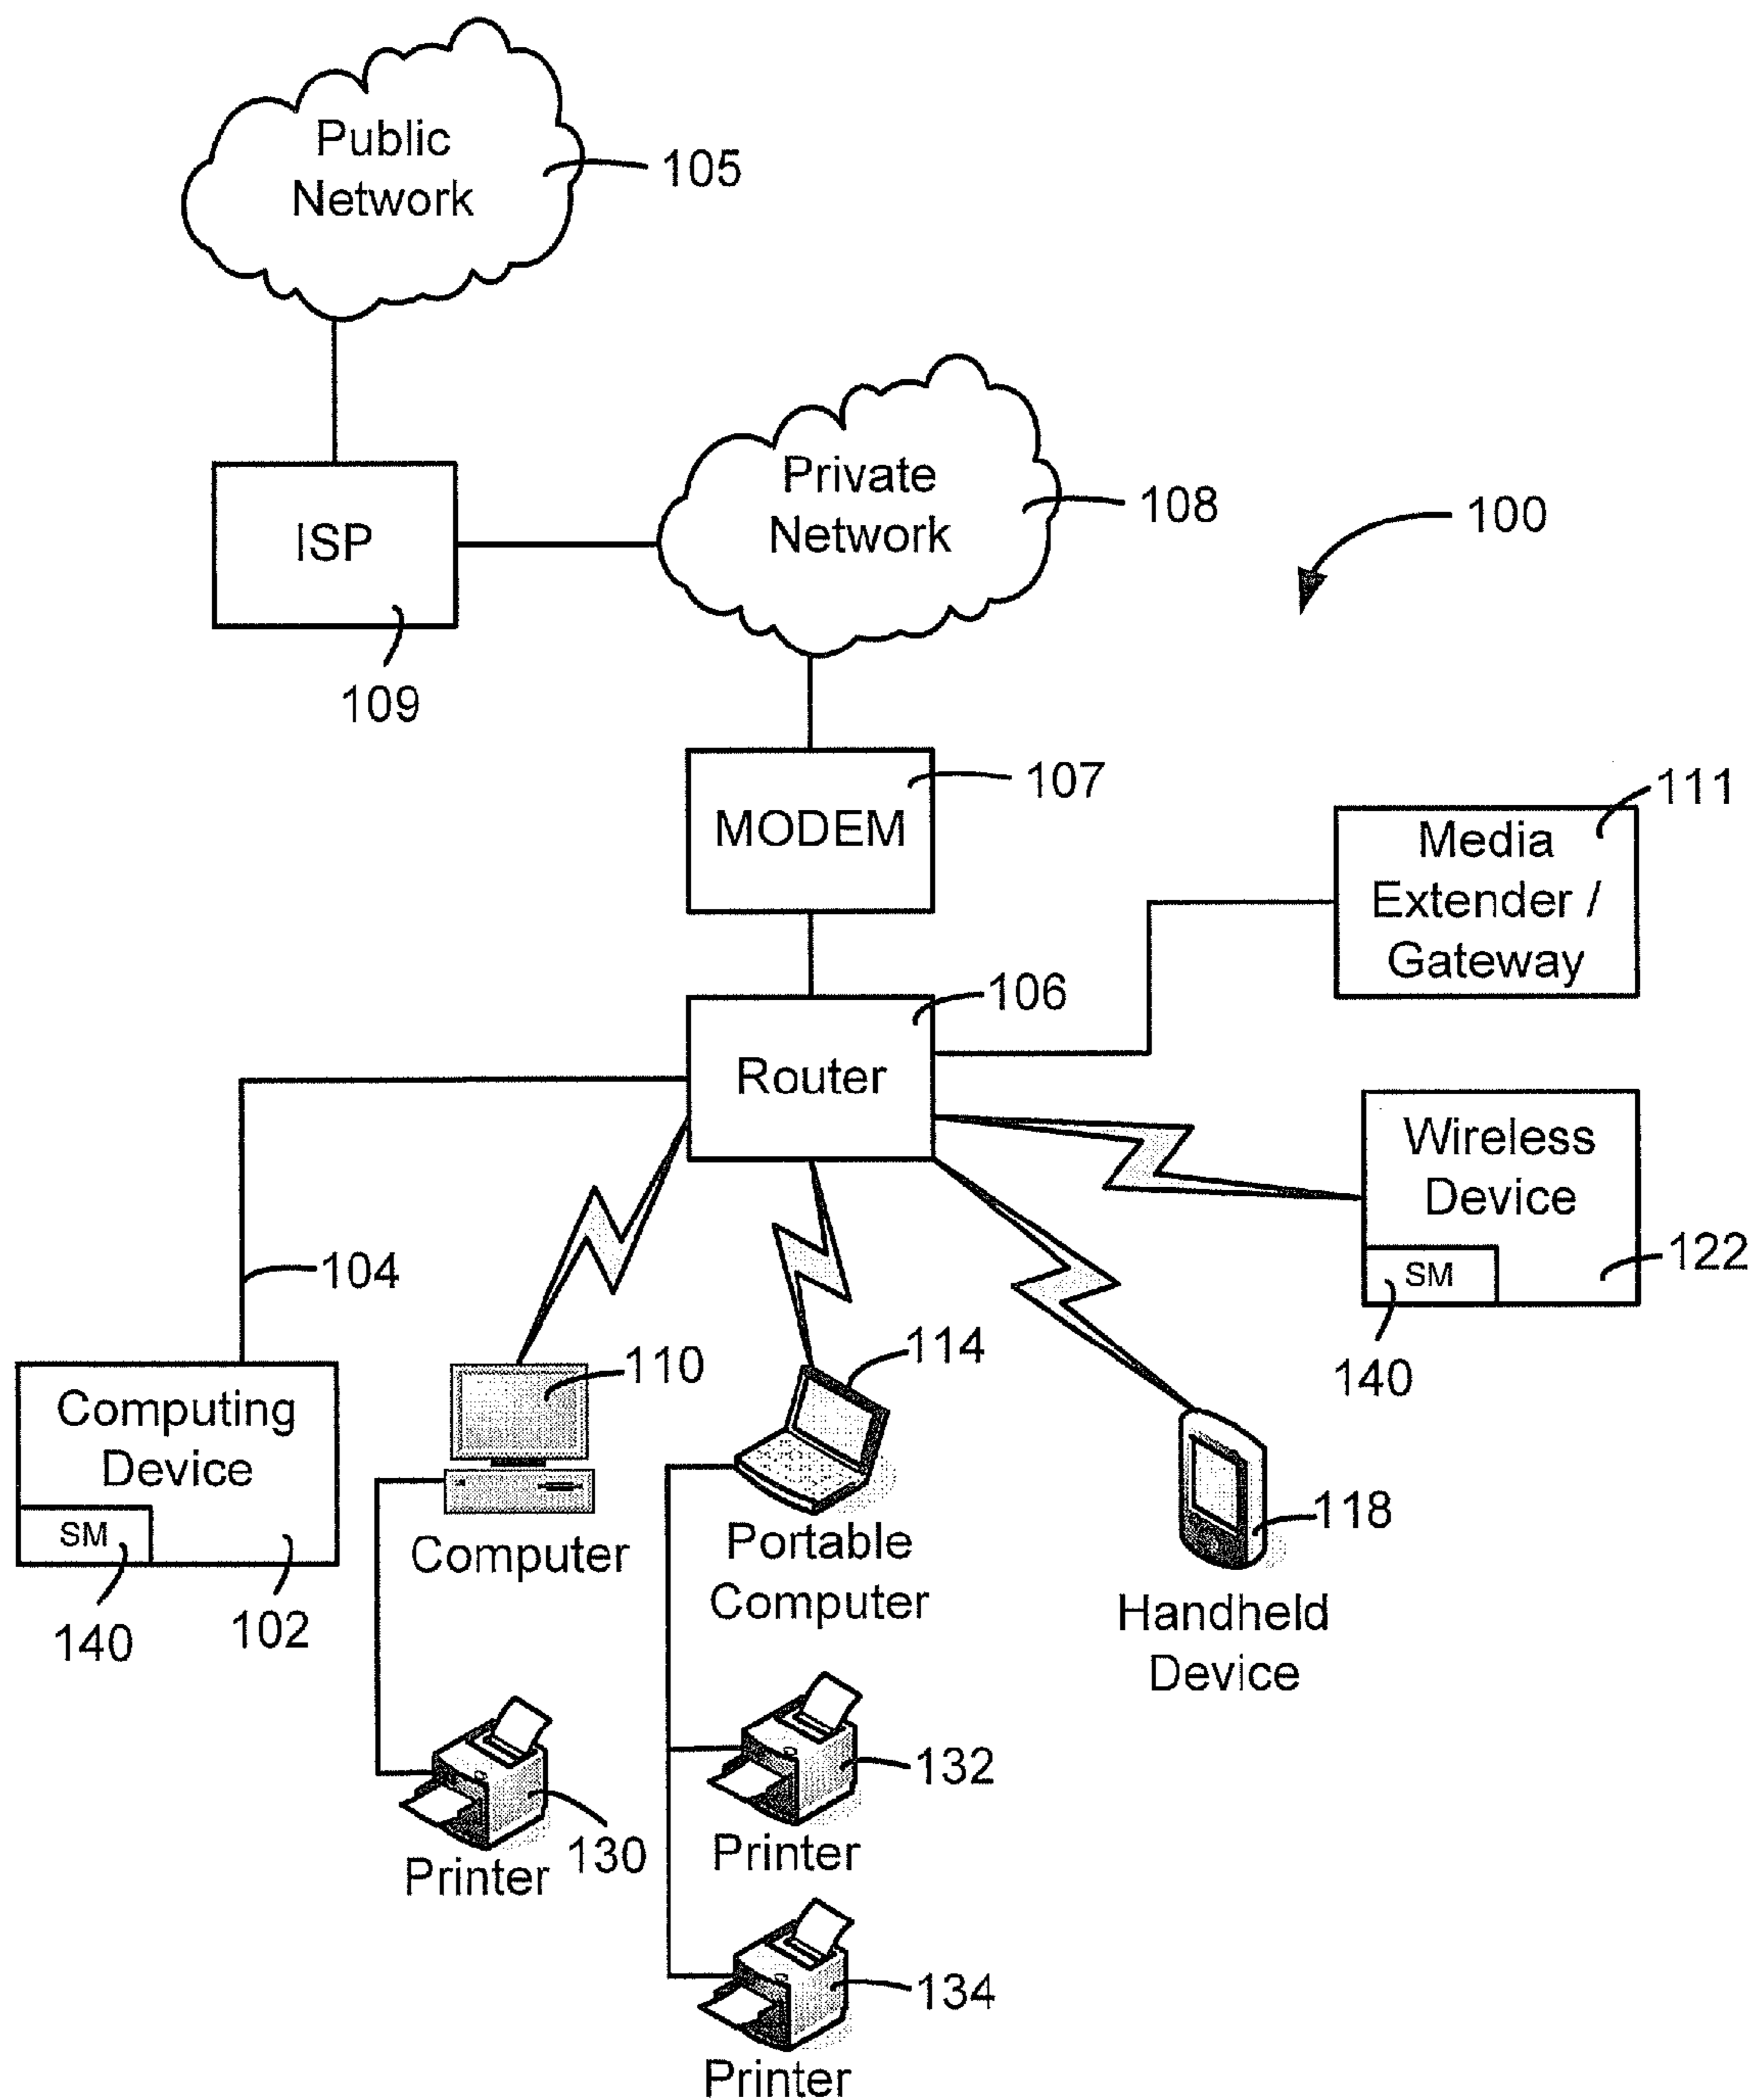 Public
Network
105
Private
Network
108
100
ISP
109
107
MODEM
111
Media
Extender /
Gateway
106
Router
Wireless
Device
122
SM
140
104
110
114
Computing
Device
SM
140
102
Computer
Portable
Computer
118
Handheld
Device
132
Printer
130
Printer
134
Printer